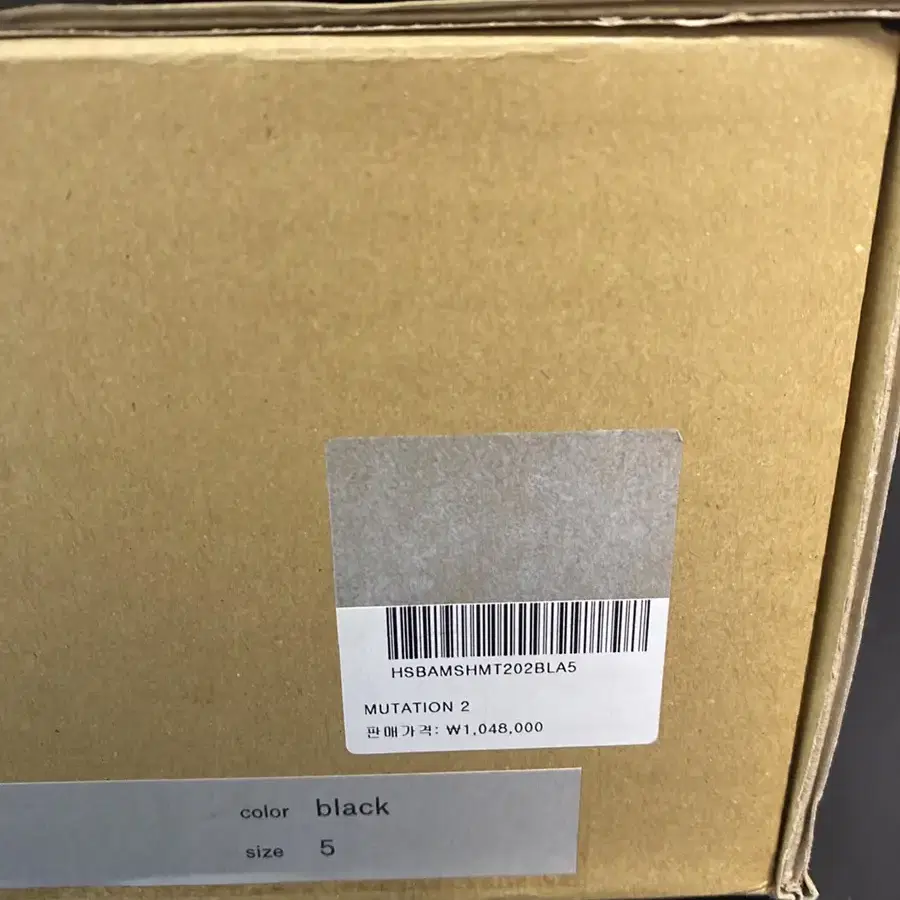 HSBAMSHMT202BLA5
MUTATION 2
판매가격: ₩1,048,000
color black
size 5